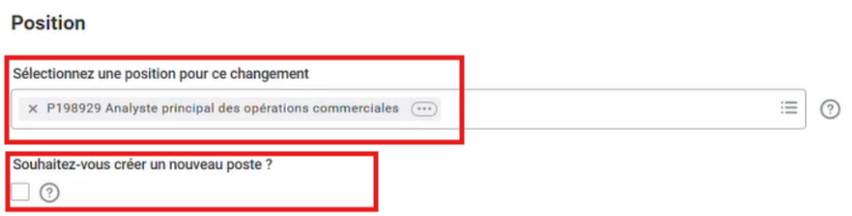 Position
Sélectionnez une position pour ce changement
× P198929 Analyste principal des opérations commerciales
Souhaitez-vous créer un nouveau poste ?